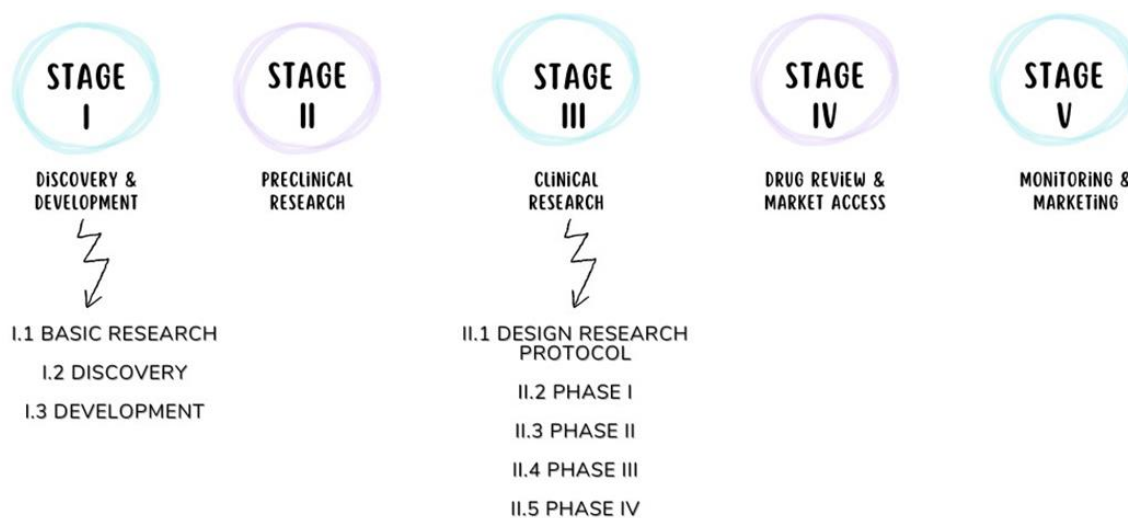 STAGE
I
DISCOVERY &
DEVELOPMENT
I.1 BASIC RESEARCH
I.2 DISCOVERY
I.3 DEVELOPMENT
STAGE
II
PRECLINICAL
RESEARCH
STAGE
III
CLINICAL
RESEARCH
II.1 DESIGN RESEARCH
PROTOCOL
II.2 PHASE I
II.3 PHASE II
II.4 PHASE III
II.5 PHASE IV
STAGE
IV
DRUG REVIEW &
MARKET ACCESS
STAGE
V
MONITORING &
MARKETING